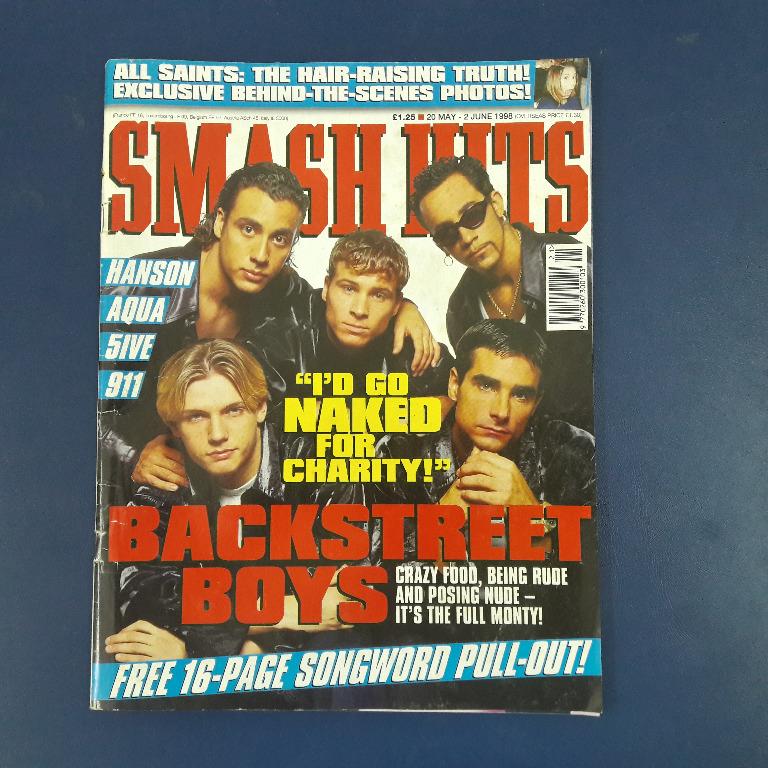 ALL SAINTS: THE HAIR-RAISING TRUTH!
EXCLUSIVE BEHIND-THE-SCENES PHOTOS!
£1.25 ■ 20 MAY - 2 JUNE 1998 (OVERSEAS PRICE
SMASH HITS
HANSON
AQUA
5IVE
911
“I’D GO
NAKED
FOR
CHARITY!”
BACKSTREET
BOYS
CRAZY FOOD, BEING RUDE
AND POSING NUDE –
IT’S THE FULL MONTY!
FREE 16-PAGE SONGWORD PULL-OUT!